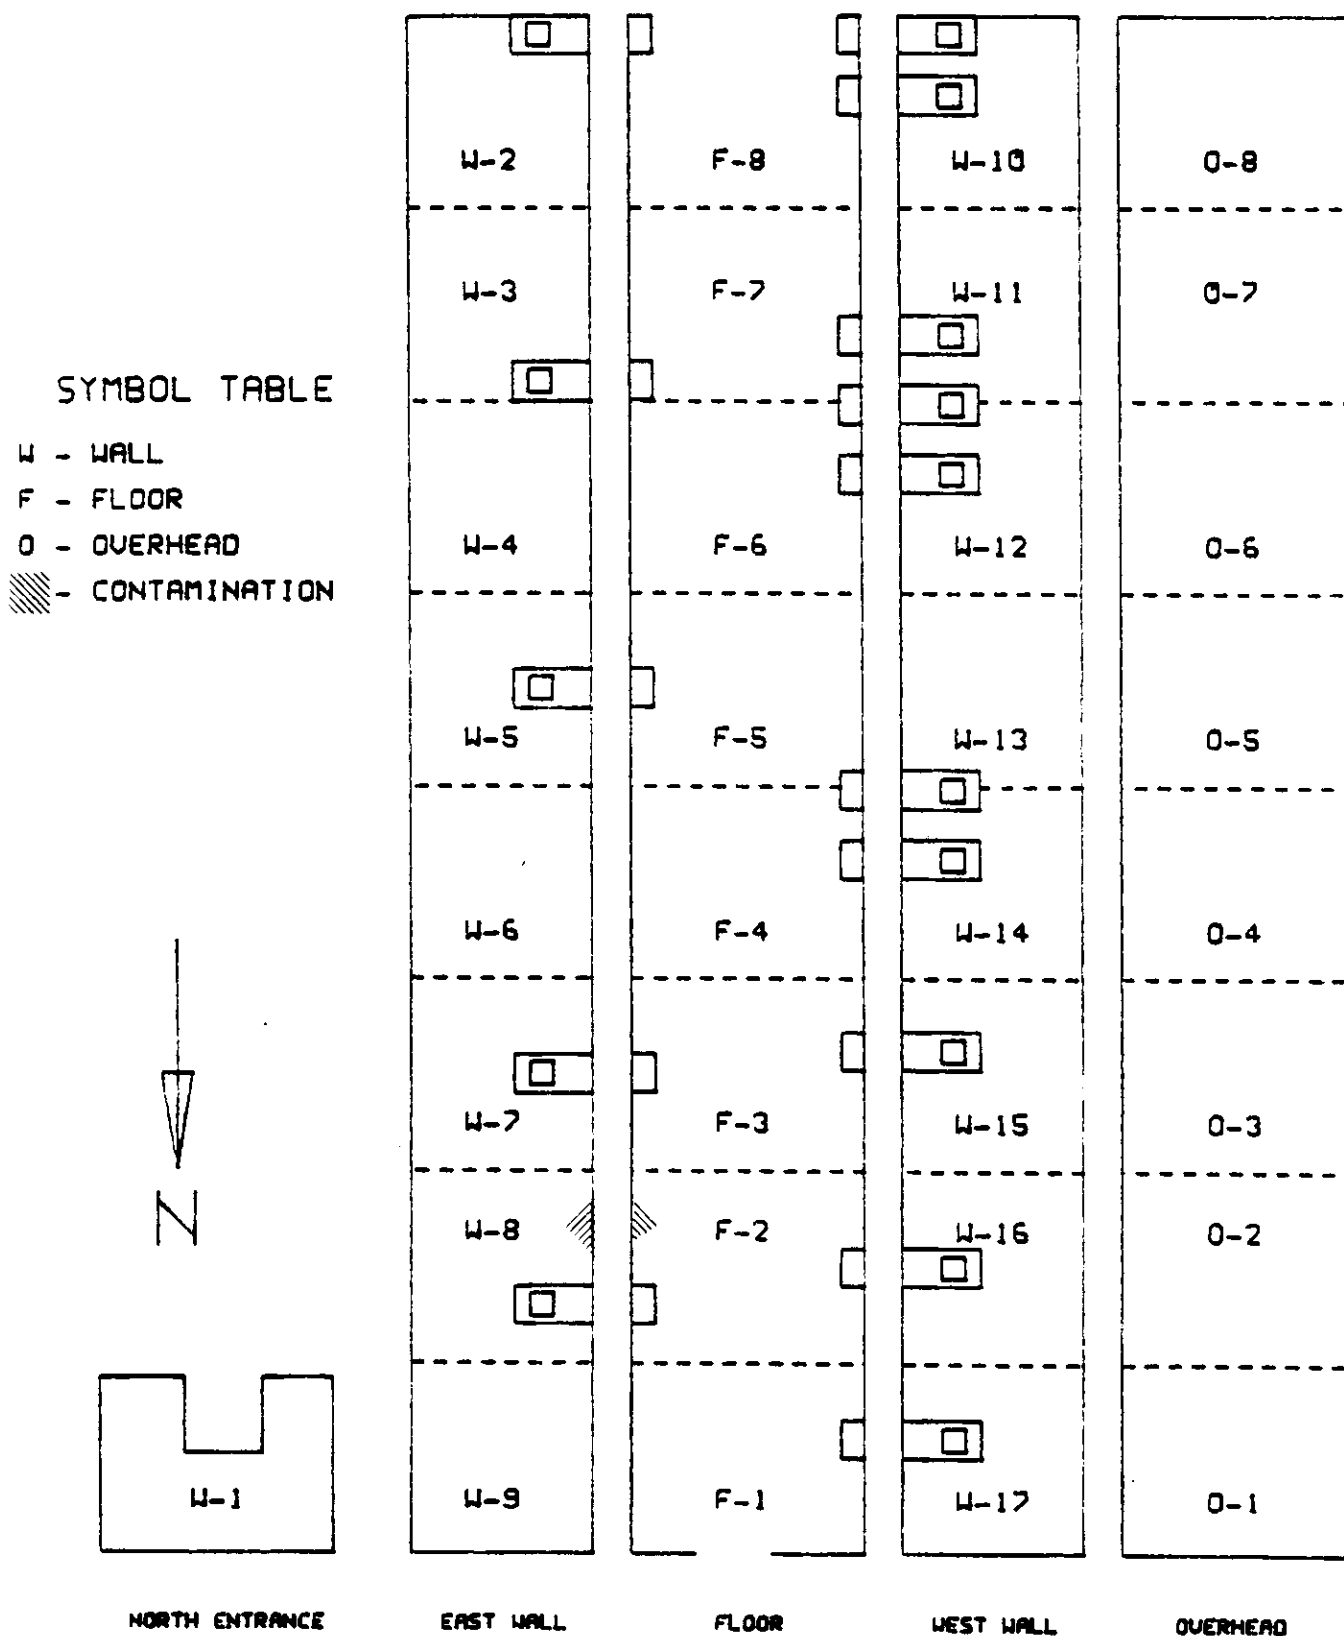 W-2 F-8 W-10 O-8
W-3 F-7 W-11 O-7
SYMBOL TABLE
W - WALL
F - FLOOR
O - OVERHEAD
- CONTAMINATION
W-4 F-6 W-12 O-6
W-5 F-5 W-13 O-5
W-6 F-4 W-14 O-4
W-7 F-3 W-15 O-3
N
W-8 F-2 W-16 O-2
W-1 W-9 F-1 W-17 O-1
NORTH ENTRANCE EAST WALL FLOOR WEST WALL OVERHEAD